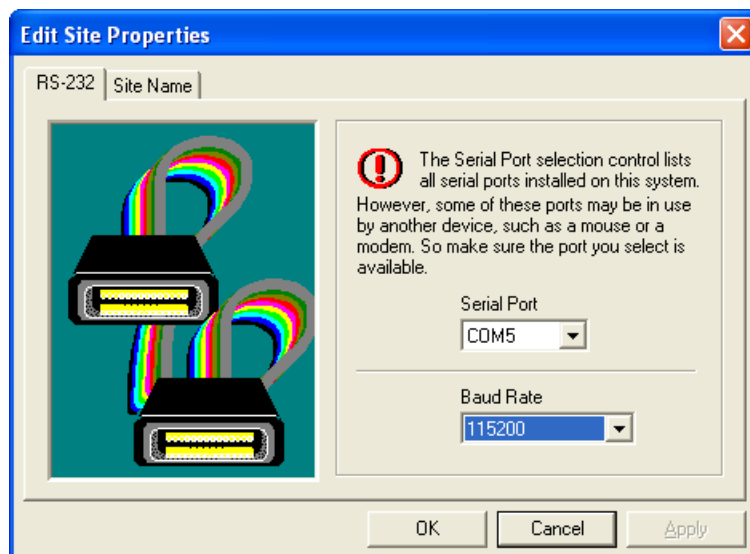 Edit Site Properties
RS-232
Site Name
The Serial Port selection control lists
all serial ports installed on this system.
However, some of these ports may be in use
by another device, such as a mouse or a
modem. So make sure the port you select is
available.
Serial Port
COM5
Baud Rate
115200
OK
Cancel
Apply